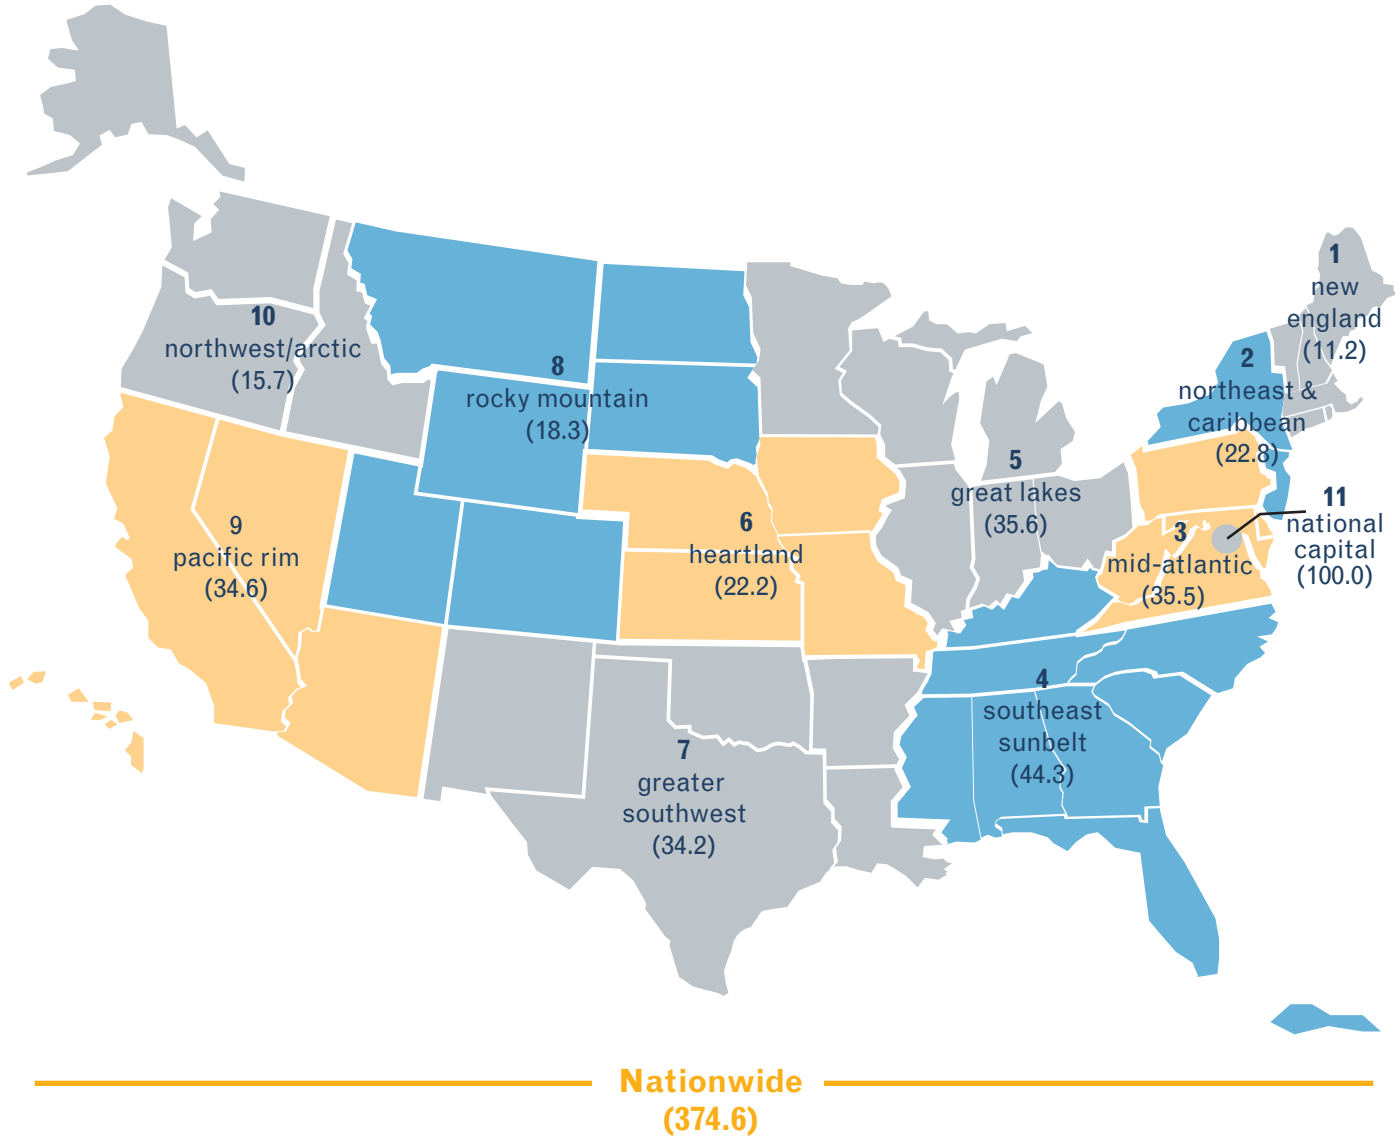 1
new
england
(11.2)
2
northeast &
caribbean
(22.8)
10
northwest/arctic
(15.7)
8
rocky mountain
(18.3)
5
great lakes
(35.6)
11
national
capital
(100.0)
9
pacific rim
(34.6)
6
heartland
(22.2)
3
mid-atlantic
(35.5)
4
southeast
sunbelt
(44.3)
7
greater
southwest
(34.2)
Nationwide
(374.6)